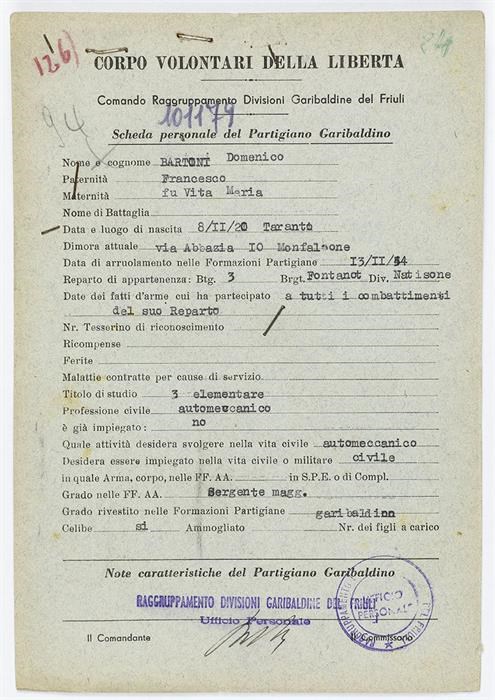 126)
24
CORPO VOLONTARI DELLA LIBERTA
Comando Raggruppamento Divisioni Garibaldine del Friuli
101179
94
Scheda personale del Partigiano Garibaldino
Nome e cognome BARTONI Domenico
Paternità Francesco
Maternità fu Vita Maria
Nome di Battaglia
Data e luogo di nascita 8/II/20 Taranto
Dimora attuale via Abbazia IO Monfalcone
Data di arruolamento nelle Formazioni Partigiane I3/II/44
Reparto di appartenenza: Btg. 3 Brgt. Fontanot Div. Natisone
Date dei fatti d'arme cui ha partecipato a tutti i combattimenti
del suo Reparto
Nr. Tesserino di riconoscimento
Ricompense
Ferite
Malattie contratte per cause di servizio
Titolo di studio 3 elementare
Professione civile automeccanico
è già impiegato: no
Quale attività desidera svolgere nella vita civile automeccanico
Desidera essere impiegato nella vita civile o militare civile
in quale Arma, corpo, nelle FF. AA. in S.P.E. o di Compl.
Grado nelle FF. AA. Sergente magg.
Grado rivestito nelle Formazioni Partigiane garibaldinn
Celibe si Ammogliato Nr. dei figli a carico
Note caratteristiche del Partigiano Garibaldino
RAGGRUPPAMENTO DIVISIONI GARIBALDINE DEL FRIULI
Ufficio Personale
UFFICIO
PERSONALE
Il Comandante Il Commissario